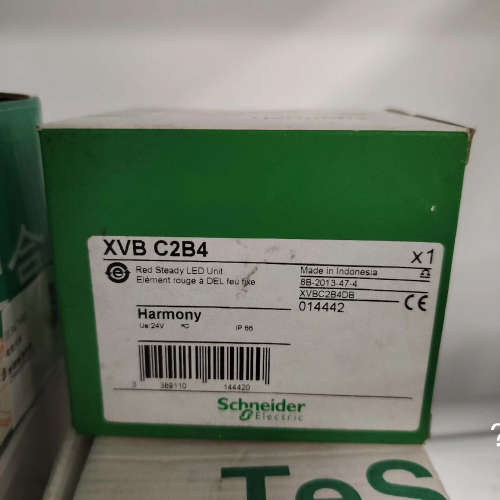 XVB C2B4
x1
Red Steady LED Unit
Elément rouge à DEL feu fixe
Made in Indonesia
8B-2013-47-4
XVBC2B4DB
014442
CE
Harmony
Ue:24V
IP 66
3 389110 144420
Schneider
Electric
TeS
?